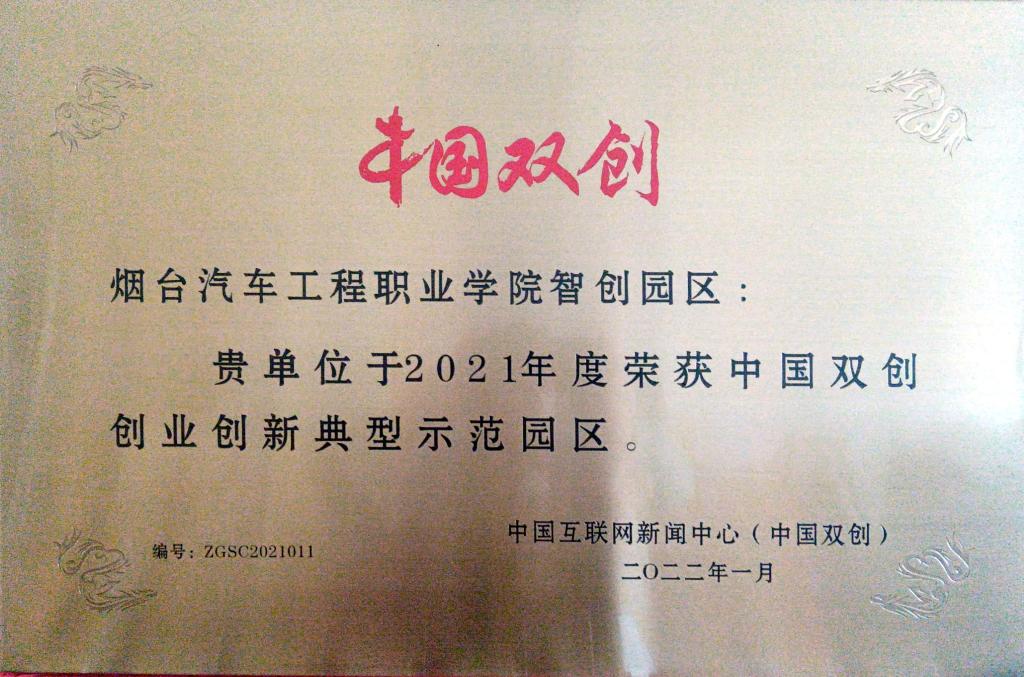 中国双创
烟台汽车工程职业学院智创园区：
贵单位于2021年度荣获中国双创
创业创新典型示范园区。
编号：ZGSC2021011
中国互联网新闻中心（中国双创）
二〇二二年一月